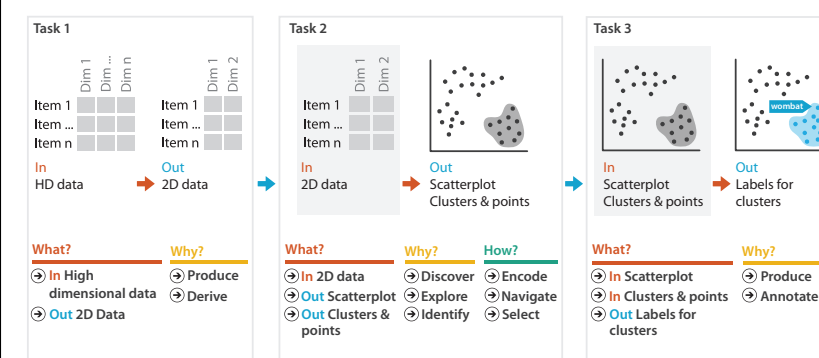 Task 1
Dim 1
Dim ...
Dim n
Item 1
Item ...
Item n
Dim 1
Dim 2
Item 1
Item ...
Item n
In
HD data
Out
2D data
What?
In High
dimensional data
Out 2D Data
Why?
Produce
Derive
Task 2
Dim 1
Dim 2
Item 1
Item ...
Item n
In
2D data
Out
Scatterplot
Clusters & points
What?
In 2D data
Out Scatterplot
Out Clusters &
points
Why?
Discover
Explore
Identify
How?
Encode
Navigate
Select
Task 3
wombat
In
Scatterplot
Clusters & points
Out
Labels for
clusters
What?
In Scatterplot
In Clusters & points
Out Labels for
clusters
Why?
Produce
Annotate